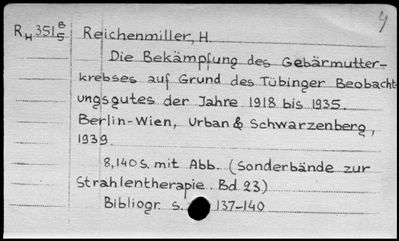 R_H 351 B/5 Reichenmiller, H.
Die Bekämpfung des Gebärmutter-
krebses auf Grund des Tübinger Beobacht
ungsgutes der Jahre 1918 bis 1935.
Berlin-Wien, Urban & Schwarzenberg,
1939.
8,140 S. mit Abb. (Sonderbände zur
Strahlentherapie. Bd 23)
Bibliogr. s. 137-140